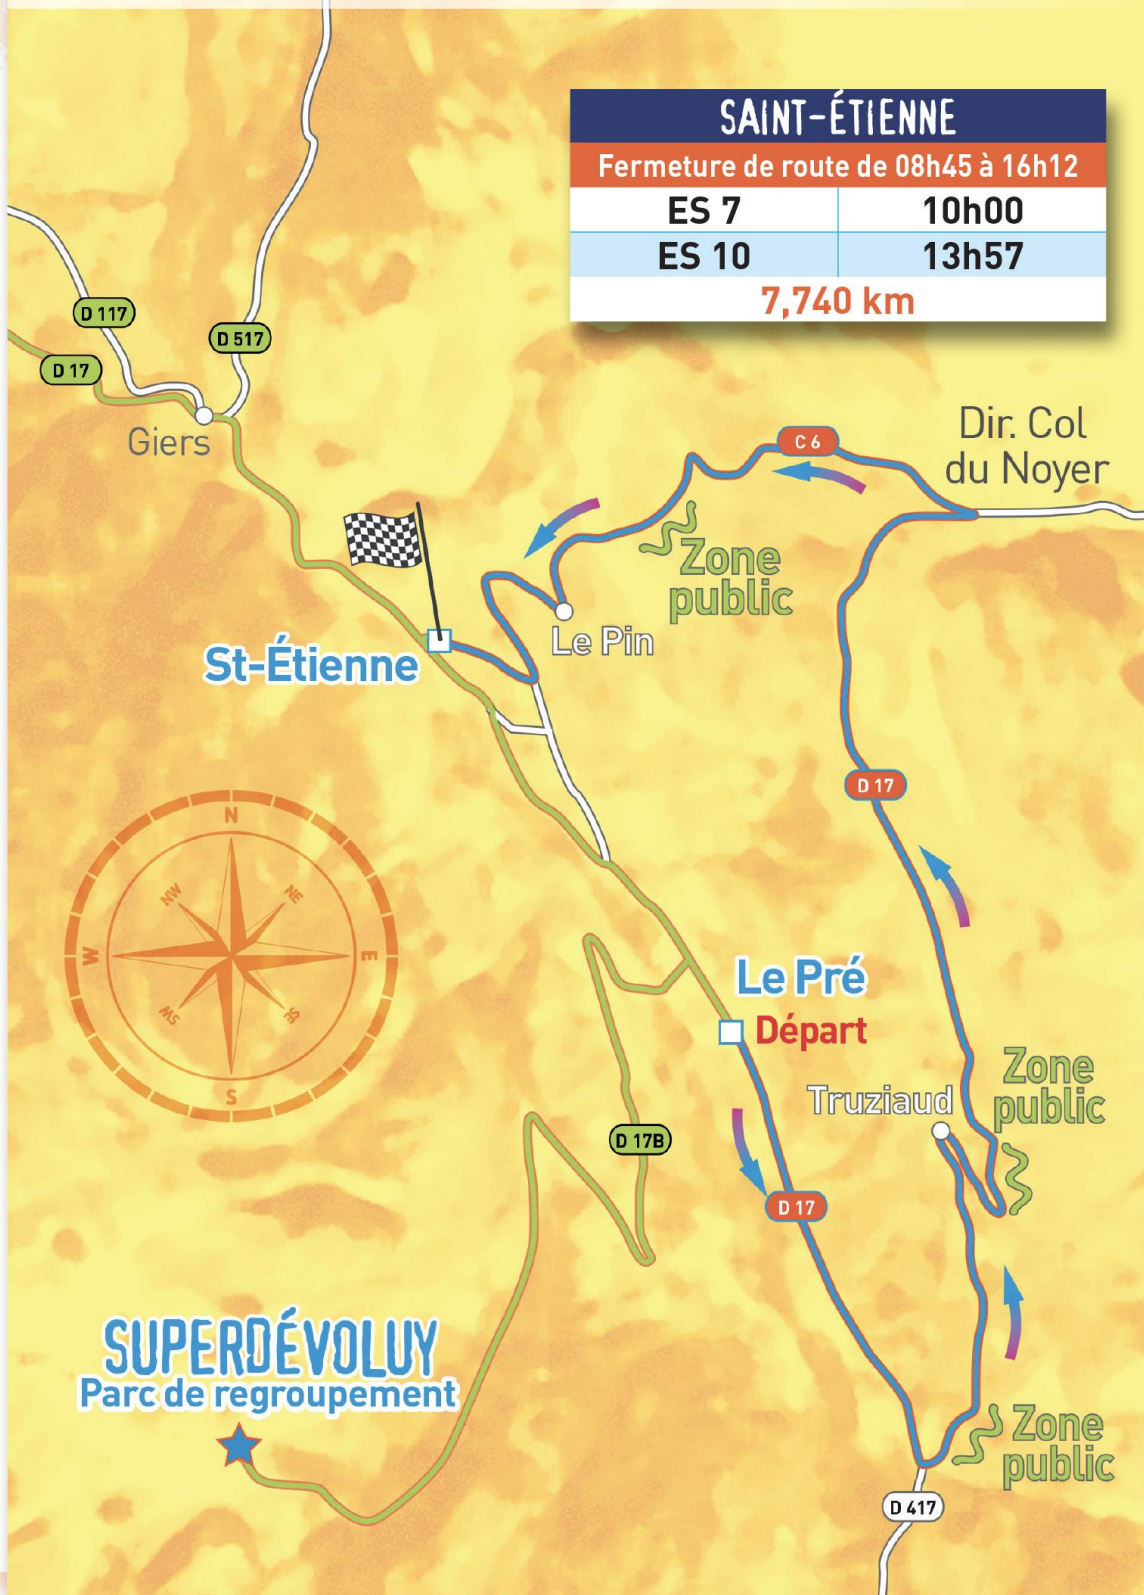 SAINT-ÉTIENNE
Fermeture de route de 08h45 à 16h12
ES 7 10h00
ES 10 13h57
7,740 km
D 117
D 517
D 17
Giers
C 6
Dir. Col
du Noyer
Zone
public
Le Pin
St-Étienne
D 17
N
NW
NE
W
E
SW
SE
S
Le Pré
Départ
Zone
public
Truziaud
D 17B
D 17
SUPERDÉVOLUY
Parc de regroupement
Zone
public
D 417